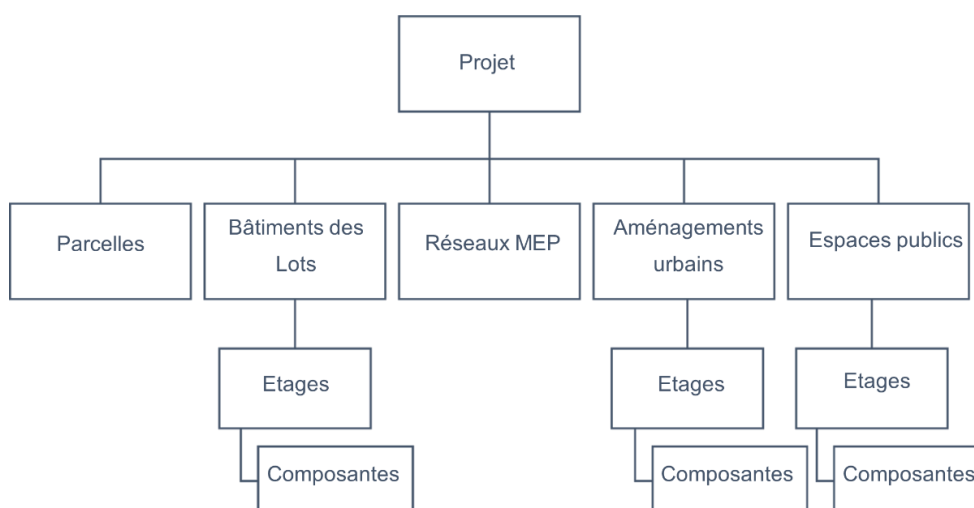 Projet
Parcelles
Bâtiments des
Lots
Réseaux MEP
Aménagements
urbains
Espaces publics
Etages
Etages
Etages
Composantes
Composantes
Composantes